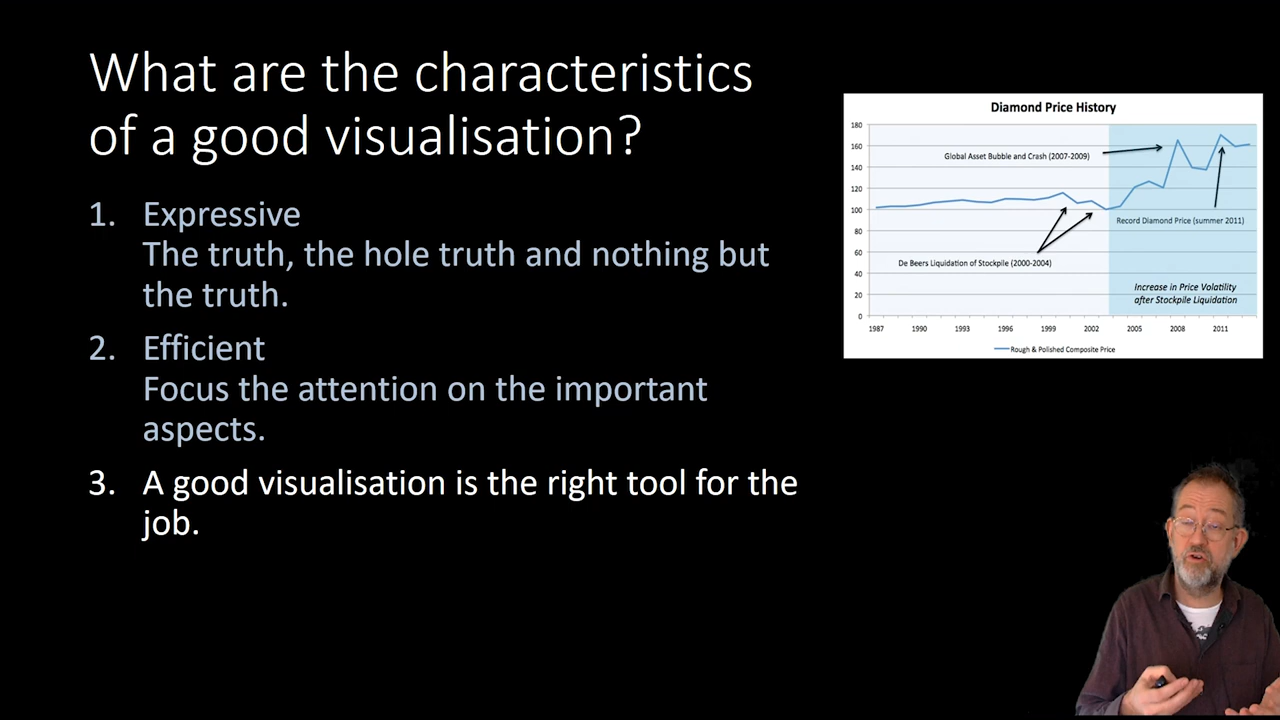 What are the characteristics
of a good visualisation?
1. Expressive
The truth, the hole truth and nothing but
the truth.
2. Efficient
Focus the attention on the important
aspects.
3. A good visualisation is the right tool for the
job.
Diamond Price History
180
160
140
120
100
80
60
40
20
0
Global Asset Bubble and Crash (2007-2009)
Record Diamond Price (summer 2011)
De Beers Liquidation of Stockpile (2000-2004)
Increase in Price Volatility
after Stockpile Liquidation
1987 1990 1993 1996 1999 2002 2005 2008 2011
Rough & Polished Composite Price